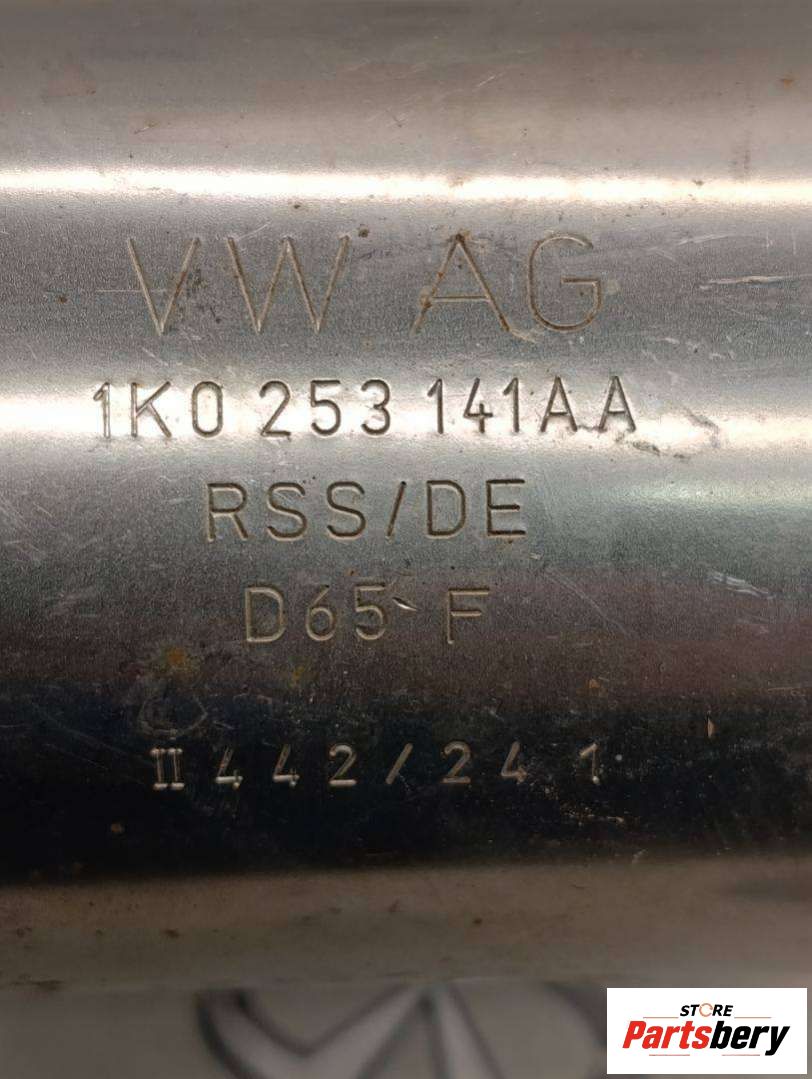 VW AG
1K0 253 141AA
RSS/DE
D65 F
II 442/24 1
STORE
Partsbery